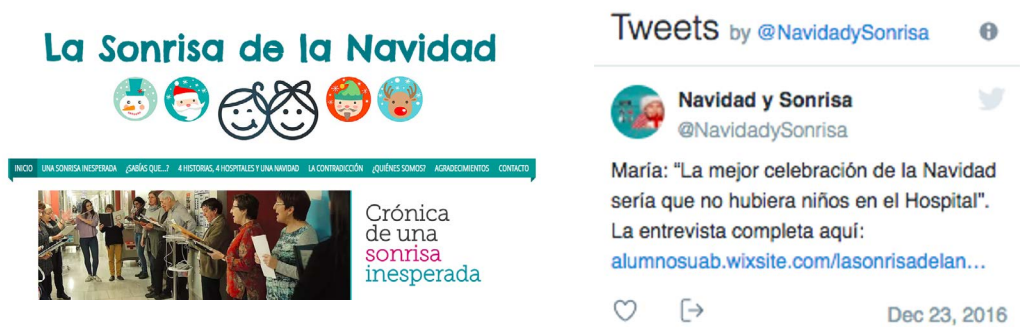 La Sonrisa de la Navidad
INICIO UNA SONRISA INESPERADA ¿SABÍAS QUE...? 4 HISTORIAS, 4 HOSPITALES Y UNA NAVIDAD LA CONTRADICCIÓN ¿QUIÉNES SOMOS? AGRADECIMIENTOS CONTACTO
Crónica
de una
sonrisa
inesperada
Tweets by @NavidadySonrisa
Navidad y Sonrisa
@NavidadySonrisa
María: “La mejor celebración de la Navidad
sería que no hubiera niños en el Hospital".
La entrevista completa aquí:
alumnosuab.wixsite.com/lasonrisadelan...
Dec 23, 2016